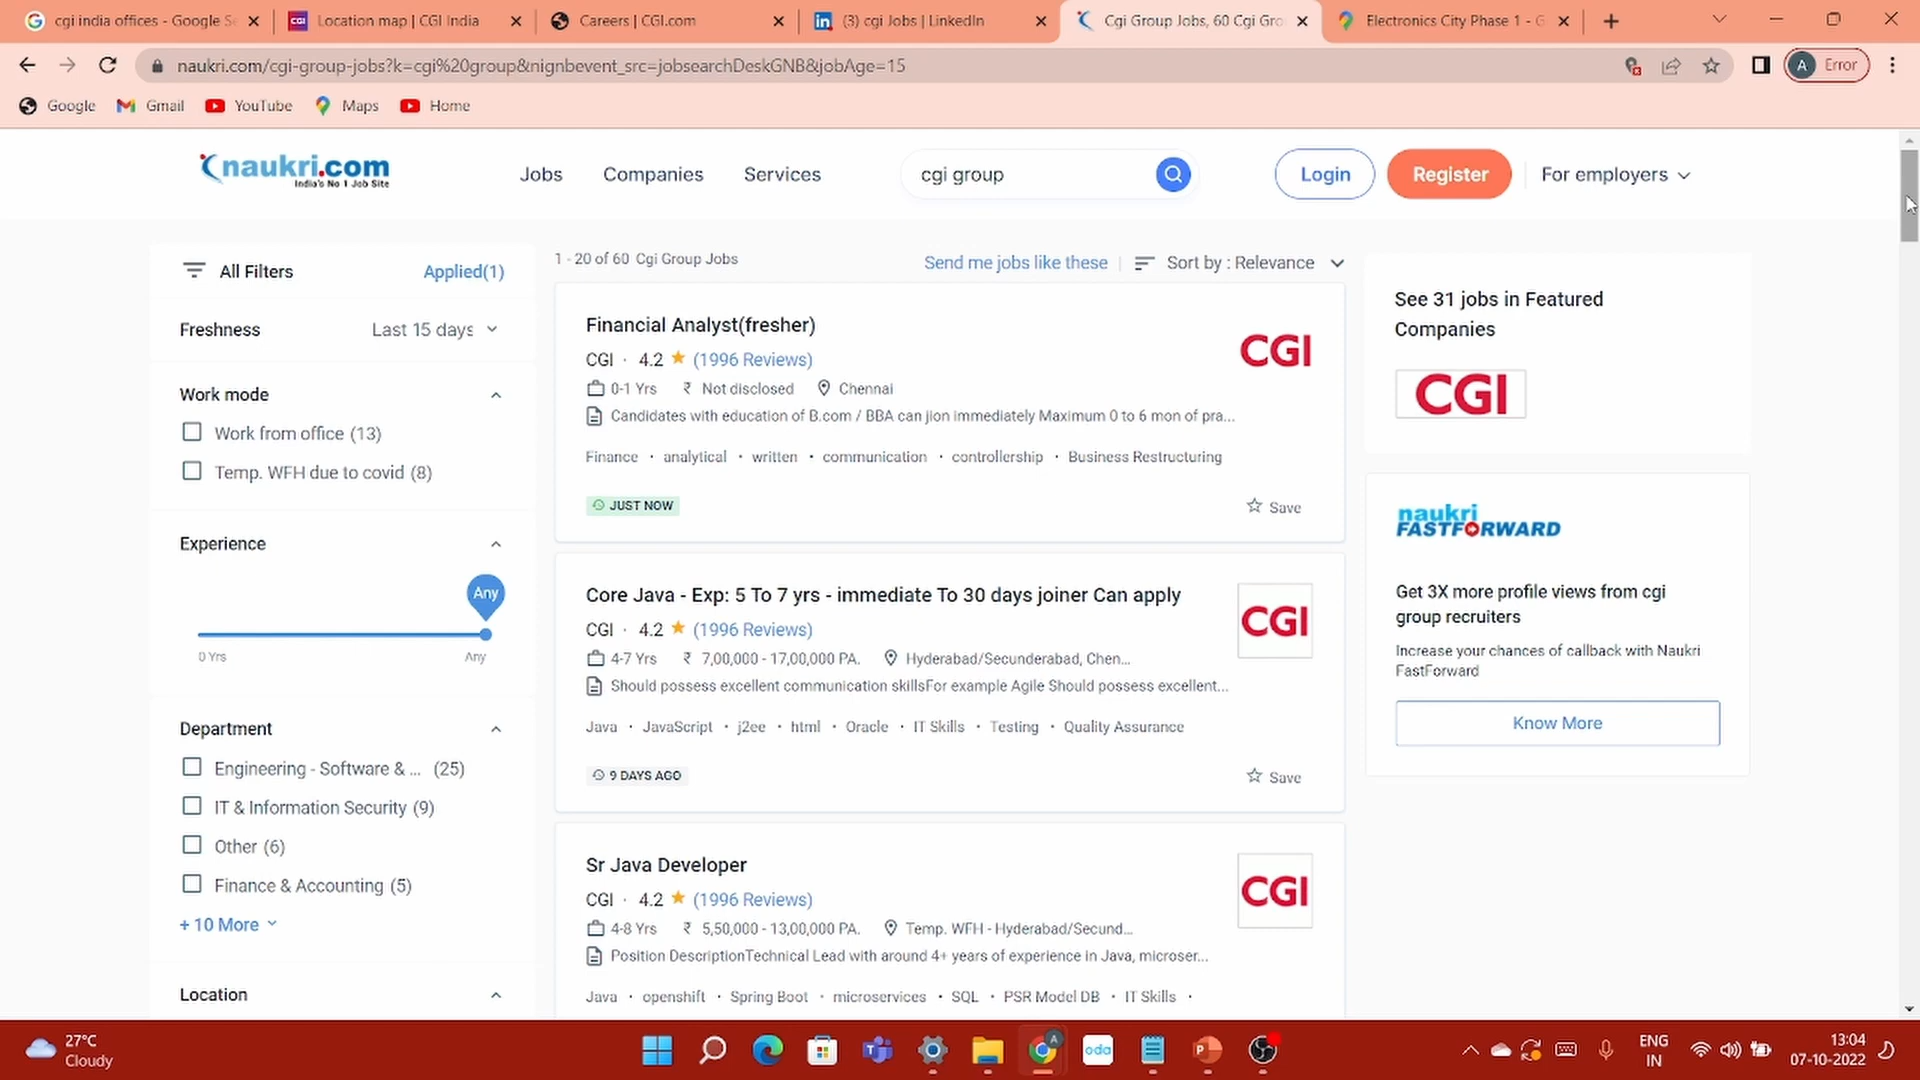 cgi india offices - Google Se
Location map | CGI India
Careers | CGI.com
(3) cgi Jobs | LinkedIn
Cgi Group Jobs, 60 Cgi Gro
Electronics City Phase 1 - G
naukri.com/cgi-group-jobs?k=cgi%20group&nignbevent_src=jobsearchDeskGNB&jobAge=15
A Error
Google
Gmail
YouTube
Maps
Home
naukri.com
India's No 1 Job Site
Jobs
Companies
Services
cgi group
Login
Register
For employers
All Filters
Applied(1)
Freshness
Last 15 days
Work mode
Work from office (13)
Temp. WFH due to covid (8)
Experience
Any
0 Yrs
Any
Department
Engineering - Software & ... (25)
IT & Information Security (9)
Other (6)
Finance & Accounting (5)
+ 10 More
Location
1 - 20 of 60 Cgi Group Jobs
Send me jobs like these
Sort by : Relevance
Financial Analyst(fresher)
CGI · 4.2 ★ (1996 Reviews)
0-1 Yrs ₹ Not disclosed Chennai
Candidates with education of B.com / BBA can jion immediately Maximum 0 to 6 mon of pra...
Finance · analytical · written · communication · controllership · Business Restructuring
JUST NOW
Save
CGI
Core Java - Exp: 5 To 7 yrs - immediate To 30 days joiner Can apply
CGI · 4.2 ★ (1996 Reviews)
4-7 Yrs ₹ 7,00,000 - 17,00,000 PA. Hyderabad/Secunderabad, Chen...
Should possess excellent communication skillsFor example Agile Should possess excellent...
Java · JavaScript · j2ee · html · Oracle · IT Skills · Testing · Quality Assurance
9 DAYS AGO
Save
CGI
Sr Java Developer
CGI · 4.2 ★ (1996 Reviews)
4-8 Yrs ₹ 5,50,000 - 13,00,000 PA. Temp. WFH - Hyderabad/Secund...
Position DescriptionTechnical Lead with around 4+ years of experience in Java, microser...
Java · openshift · Spring Boot · microservices · SQL · PSR Model DB · IT Skills ·
CGI
See 31 jobs in Featured
Companies
CGI
naukri
FASTFORWARD
Get 3X more profile views from cgi
group recruiters
Increase your chances of callback with Naukri
FastForward
Know More
27°C
Cloudy
oda
ENG
IN
13:04
07-10-2022